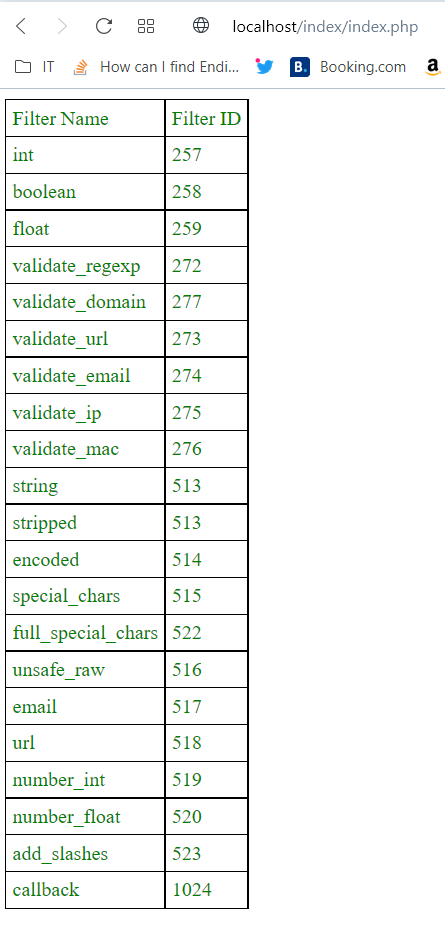 localhost/index/index.php
IT How can I find Endi... Booking.com
Filter Name Filter ID
int 257
boolean 258
float 259
validate_regexp 272
validate_domain 277
validate_url 273
validate_email 274
validate_ip 275
validate_mac 276
string 513
stripped 513
encoded 514
special_chars 515
full_special_chars 522
unsafe_raw 516
email 517
url 518
number_int 519
number_float 520
add_slashes 523
callback 1024